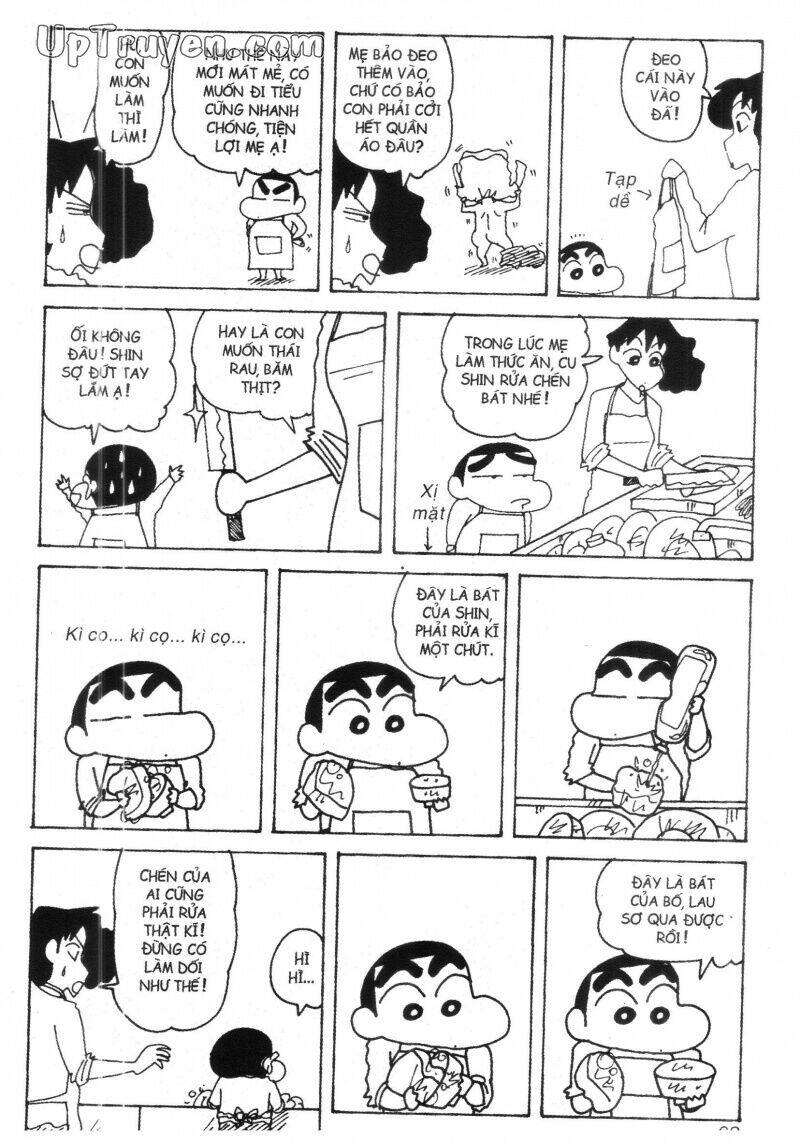 UpTruyen.com
ĐEO
CÁI NÀY
VÀO
ĐÃ!
Tạp
dề
MẸ BẢO ĐEO
THÊM VÀO,
CHỨ CÓ BẢO
CON PHẢI CỞI
HẾT QUẦN
ÁO ĐÂU?
NHƯ THẾ NÀY
MỚI MÁT MẺ, CÓ
MUỐN ĐI TIỂU
CŨNG NHANH
CHÓNG, TIỆN
LỢI MẸ Ạ!
CON
MUỐN
LÀM
THÌ
LÀM!
TRONG LÚC MẸ
LÀM THỨC ĂN, CU
SHIN RỬA CHÉN
BÁT NHÉ!
Xị
mặt
HAY LÀ CON
MUỐN THÁI
RAU, BĂM
THỊT?
ỐI KHÔNG
ĐÂU! SHIN
SỢ ĐỨT TAY
LẮM Ạ!
ĐÂY LÀ BÁT
CỦA SHIN,
PHẢI RỬA KĨ
MỘT CHÚT.
Kì cọ... kì cọ... kì cọ...
ĐÂY LÀ BÁT
CỦA BỐ, LAU
SƠ QUA ĐƯỢC
RỒI!
HÌ
HÌ...
CHÉN CỦA
AI CŨNG
PHẢI RỬA
THẬT KĨ!
ĐỪNG CÓ
LÀM DỐI
NHƯ THẾ!